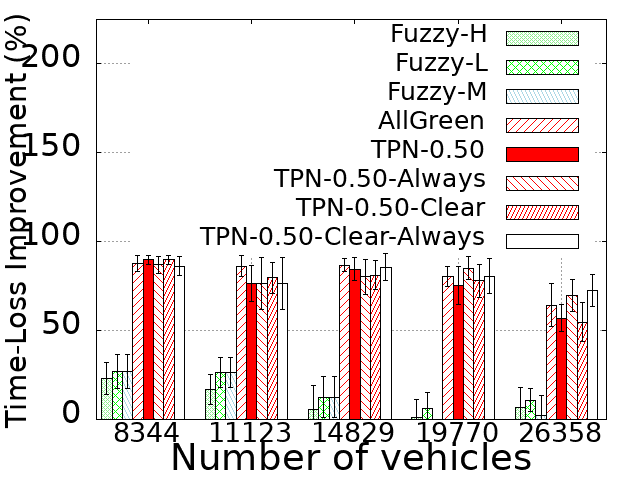 Time-Loss Improvement (%)
200
150
100
50
0
Fuzzy-H
Fuzzy-L
Fuzzy-M
AllGreen
TPN-0.50
TPN-0.50-Always
TPN-0.50-Clear
TPN-0.50-Clear-Always
8344 11123 14829 19770 26358
Number of vehicles